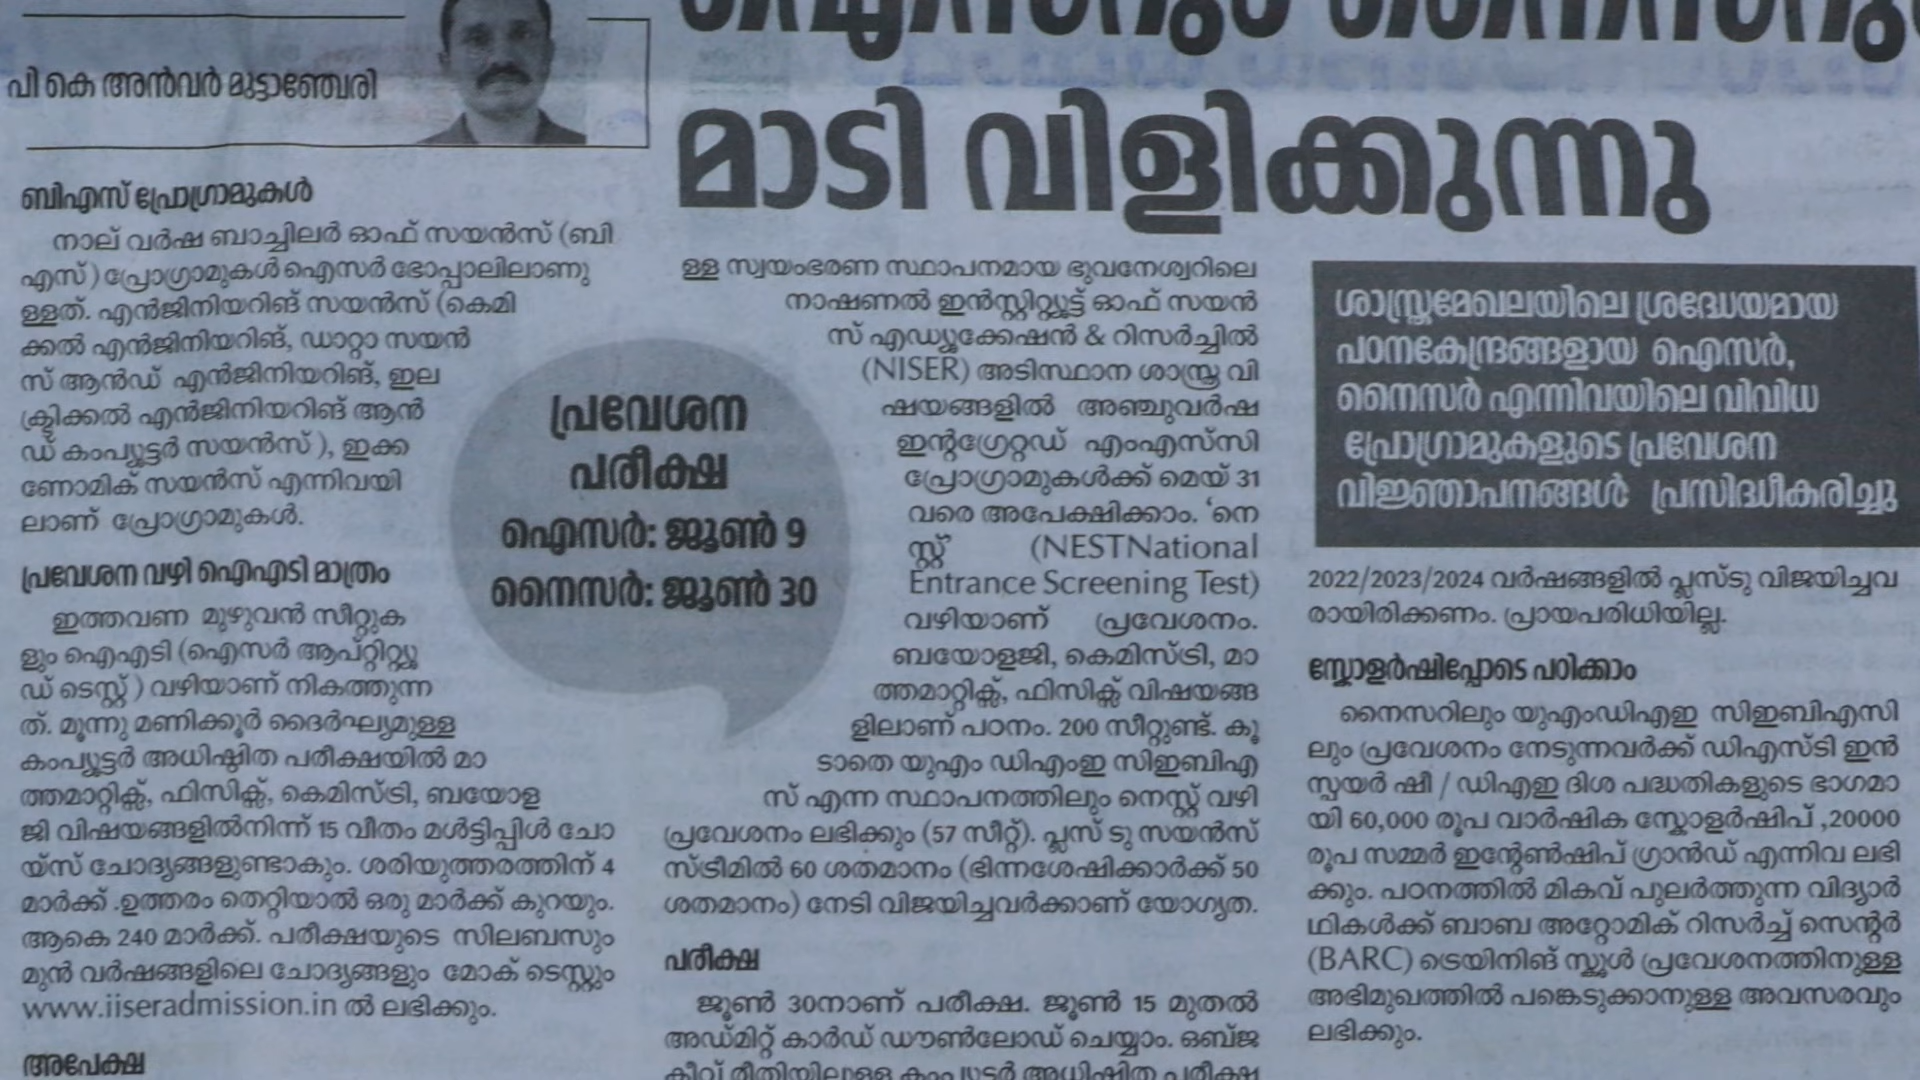 ഐസറും നൈസറും
മാടി വിളിക്കുന്നു
പി കെ അൻവർ മുട്ടാഞ്ചേരി
ബിഎസ് പ്രോഗ്രാമുകൾ
നാല് വർഷ ബാച്ചിലർ ഓഫ് സയൻസ് (ബി
എസ് ) പ്രോഗ്രാമുകൾ ഐസർ ഭോപ്പാലിലാണു
ള്ളത്. എൻജിനിയറിങ് സയൻസ് (കെമി
ക്കൽ എൻജിനിയറിങ്, ഡാറ്റാ സയൻ
സ് ആൻഡ് എൻജിനിയറിങ്, ഇല
ക്ട്രിക്കൽ എൻജിനിയറിങ് ആൻ
ഡ് കംപ്യൂട്ടർ സയൻസ് ), ഇക്ക
ണോമിക് സയൻസ് എന്നിവയി
ലാണ് പ്രോഗ്രാമുകൾ.
പ്രവേശന വഴി ഐഎടി മാത്രം
ഇത്തവണ മുഴുവൻ സീറ്റുക
ളും ഐഎടി (ഐസർ ആപ്റ്റിറ്റ്യൂ
ഡ് ടെസ്റ്റ് ) വഴിയാണ് നികത്തുന്ന
ത്. മൂന്നു മണിക്കൂർ ദൈർഘ്യമുള്ള
കംപ്യൂട്ടർ അധിഷ്ഠിത പരീക്ഷയിൽ മാ
ത്തമാറ്റിക്സ്, ഫിസിക്സ്, കെമിസ്ട്രി, ബയോള
ജി വിഷയങ്ങളിൽനിന്ന് 15 വീതം മൾട്ടിപ്പിൾ ചോ
യ്സ് ചോദ്യങ്ങളുണ്ടാകും. ശരിയുത്തരത്തിന് 4
മാർക്ക് .ഉത്തരം തെറ്റിയാൽ ഒരു മാർക്ക് കുറയും.
ആകെ 240 മാർക്ക്. പരീക്ഷയുടെ സിലബസും
മുൻ വർഷങ്ങളിലെ ചോദ്യങ്ങളും മോക് ടെസ്റ്റും
www.iiseradmission.in ൽ ലഭിക്കും.
അപേക്ഷ
പ്രവേശന
പരീക്ഷ
ഐസർ: ജൂൺ 9
നൈസർ: ജൂൺ 30
ള്ള സ്വയംഭരണ സ്ഥാപനമായ ഭുവനേശ്വറിലെ
നാഷണൽ ഇൻസ്റ്റിറ്റ്യൂട്ട് ഓഫ് സയൻ
സ് എഡ്യൂക്കേഷൻ & റിസർച്ചിൽ
(NISER) അടിസ്ഥാന ശാസ്ത്ര വി
ഷയങ്ങളിൽ അഞ്ചുവർഷ
ഇന്റഗ്രേറ്റഡ് എംഎസ്‌സി
പ്രോഗ്രാമുകൾക്ക് മെയ് 31
വരെ അപേക്ഷിക്കാം. ‘നെ
സ്റ്റ്’ (NESTNational
Entrance Screening Test)
വഴിയാണ് പ്രവേശനം.
ബയോളജി, കെമിസ്ട്രി, മാ
ത്തമാറ്റിക്സ്, ഫിസിക്സ് വിഷയങ്ങ
ളിലാണ് പഠനം. 200 സീറ്റുണ്ട്. കൂ
ടാതെ യുഎം ഡിഎംഇ സിഇബിഎ
സ് എന്ന സ്ഥാപനത്തിലും നെസ്റ്റ് വഴി
പ്രവേശനം ലഭിക്കും (57 സീറ്റ്). പ്ലസ് ടു സയൻസ്
സ്ട്രീമിൽ 60 ശതമാനം (ഭിന്നശേഷിക്കാർക്ക് 50
ശതമാനം) നേടി വിജയിച്ചവർക്കാണ് യോഗ്യത.
പരീക്ഷ
ജൂൺ 30നാണ് പരീക്ഷ. ജൂൺ 15 മുതൽ
അഡ്മിറ്റ് കാർഡ് ഡൗൺലോഡ് ചെയ്യാം. ഒബ്ജ
ക്ടീവ് രീതിയിലുള്ള കംപ്യൂട്ടർ അധിഷ്ഠിത പരീക്ഷ
ശാസ്ത്രമേഖലയിലെ ശ്രദ്ധേയമായ
പഠനകേന്ദ്രങ്ങളായ ഐസർ,
നൈസർ എന്നിവയിലെ വിവിധ
പ്രോഗ്രാമുകളുടെ പ്രവേശന
വിജ്ഞാപനങ്ങൾ പ്രസിദ്ധീകരിച്ചു
2022/2023/2024 വർഷങ്ങളിൽ പ്ലസ്ടു വിജയിച്ചവ
രായിരിക്കണം. പ്രായപരിധിയില്ല.
സ്കോളർഷിപ്പോടെ പഠിക്കാം
നൈസറിലും യുഎംഡിഎഇ സിഇബിഎസി
ലും പ്രവേശനം നേടുന്നവർക്ക് ഡിഎസ്ടി ഇൻ
സ്പയർ ഷീ / ഡിഎഇ ദിശ പദ്ധതികളുടെ ഭാഗമാ
യി 60,000 രൂപ വാർഷിക സ്കോളർഷിപ് ,20000
രൂപ സമ്മർ ഇന്റേൺഷിപ് ഗ്രാൻഡ് എന്നിവ ലഭി
ക്കും. പഠനത്തിൽ മികവ് പുലർത്തുന്ന വിദ്യാർ
ഥികൾക്ക് ബാബ അറ്റോമിക് റിസർച്ച് സെന്റർ
(BARC) ട്രെയിനിങ് സ്കൂൾ പ്രവേശനത്തിനുള്ള
അഭിമുഖത്തിൽ പങ്കെടുക്കാനുള്ള അവസരവും
ലഭിക്കും.